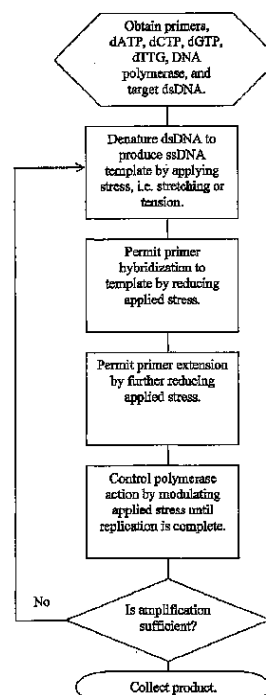 Obtain primers,
dATP, dCTP, dGTP,
dTTG, DNA
polymerase, and
target dsDNA.
Denature dsDNA to
produce ssDNA
template by applying
stress, i.e. stretching or
tension.
Permit primer
hybridization to
template by reducing
applied stress.
Permit primer extension
by further reducing
applied stress.
Control polymerase
action by modulating
applied stress until
replication is complete.
No
Is amplification
sufficient?
Collect product.